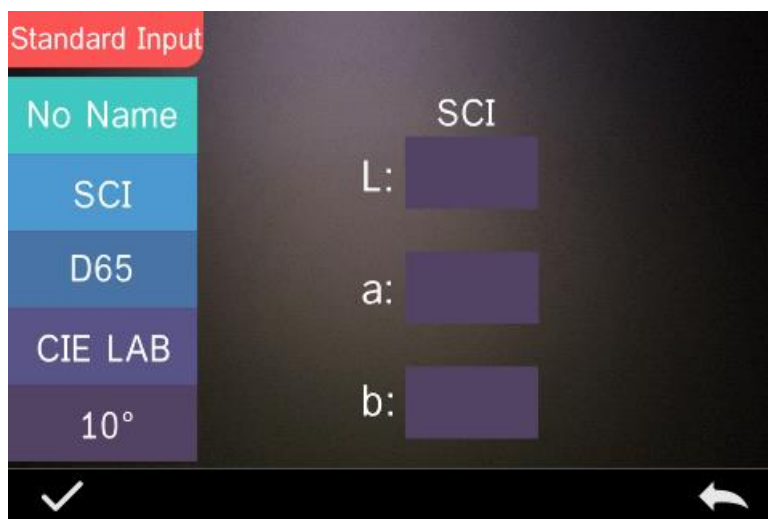 Standard Input
No Name
SCI
D65
CIE LAB
10°
SCI
L:
a:
b: